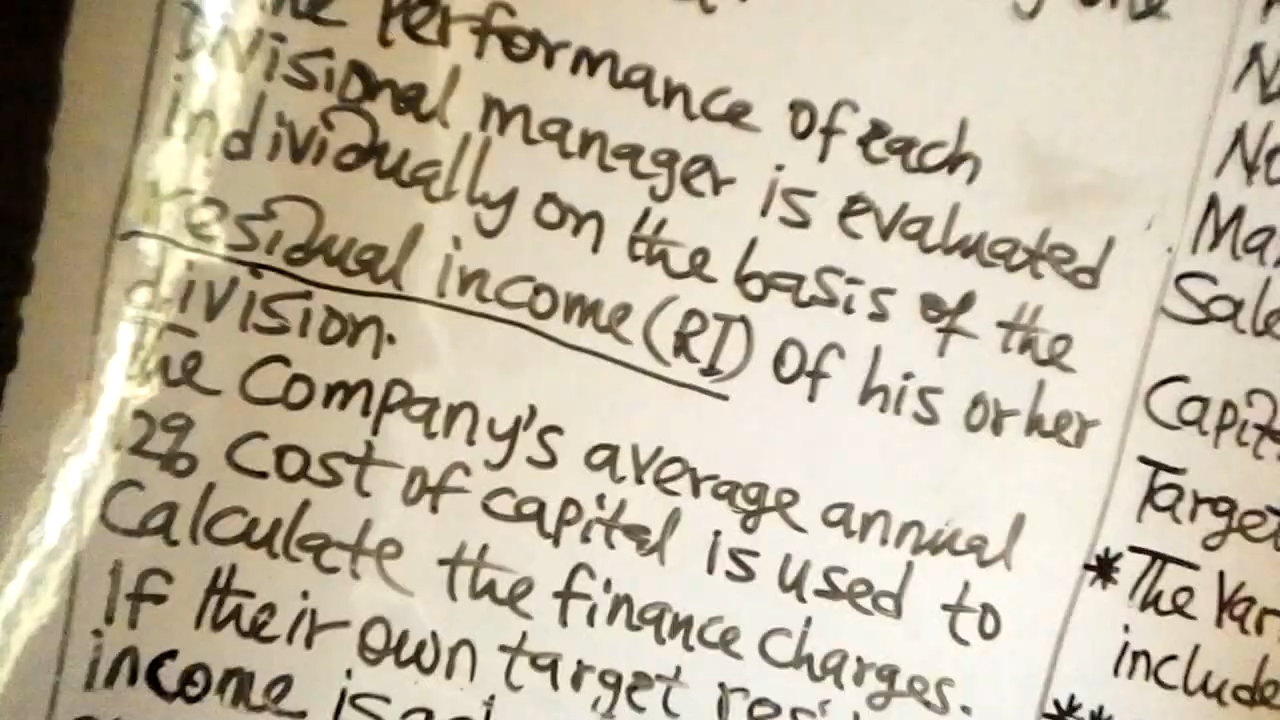 Performance of each
Divisional manager is evaluated
individually on the basis of the
residual income (RI) of his or her
division.
The Company's average annual
2% cost of capital is used to
Calculate the finance charges.
If their own target
income is
Sale
Capit
Target
*The Var
include